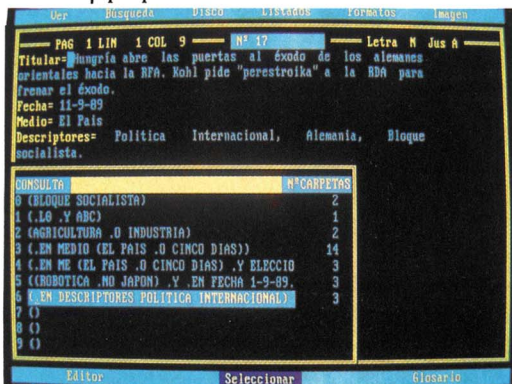 Ver Búsqueda Disco Listados Formatos Imagen
PAG 1 LIN 1 COL 9 Nº 17 Letra N Jus A
Titular= Hungría abre las puertas al éxodo de los alemanes
orientales hacia la RFA. Kohl pide "perestroika" a la RDA para
frenar el éxodo.
Fecha= 11-9-89
Medio= El Pais
Descriptores= Política Internacional, Alemania, Bloque
socialista.
CONSULTA NºCARPETAS
0 (BLOQUE SOCIALISTA) 2
1 (.L0 .Y ABC) 1
2 (AGRICULTURA .O INDUSTRIA) 2
3 (.EN MEDIO (EL PAIS .O CINCO DIAS)) 14
4 (.EN ME (EL PAIS .O CINCO DIAS) .Y ELECCIO 3
5 ((ROBOTICA .NO JAPON) .Y .EN FECHA 1-9-89. 3
6 (.EN DESCRIPTORES POLITICA INTERNACIONAL) 3
7 ()
8 ()
9 ()
Editor Seleccionar Glosario